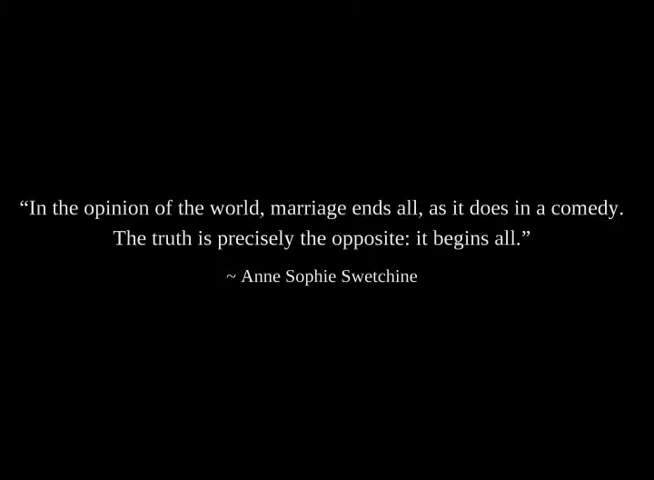 “In the opinion of the world, marriage ends all, as it does in a comedy.
The truth is precisely the opposite: it begins all.”
~ Anne Sophie Swetchine